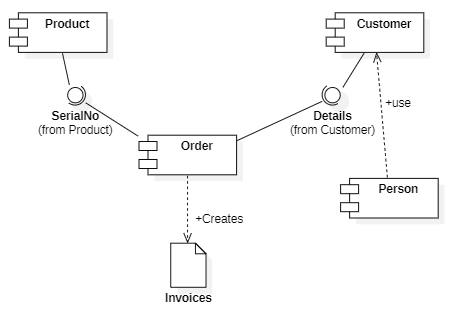 Product
Customer
SerialNo
(from Product)
Details
(from Customer)
+use
Order
Person
+Creates
Invoices